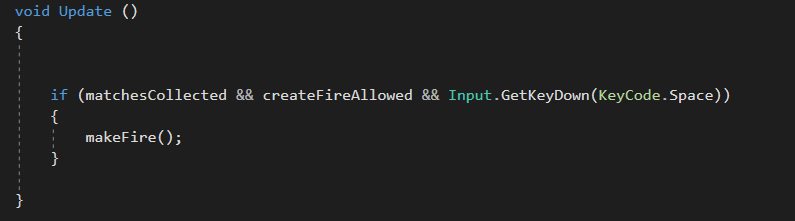 void Update ()
{
if (matchesCollected && createFireAllowed && Input.GetKeyDown(KeyCode.Space))
{
makeFire();
}
}